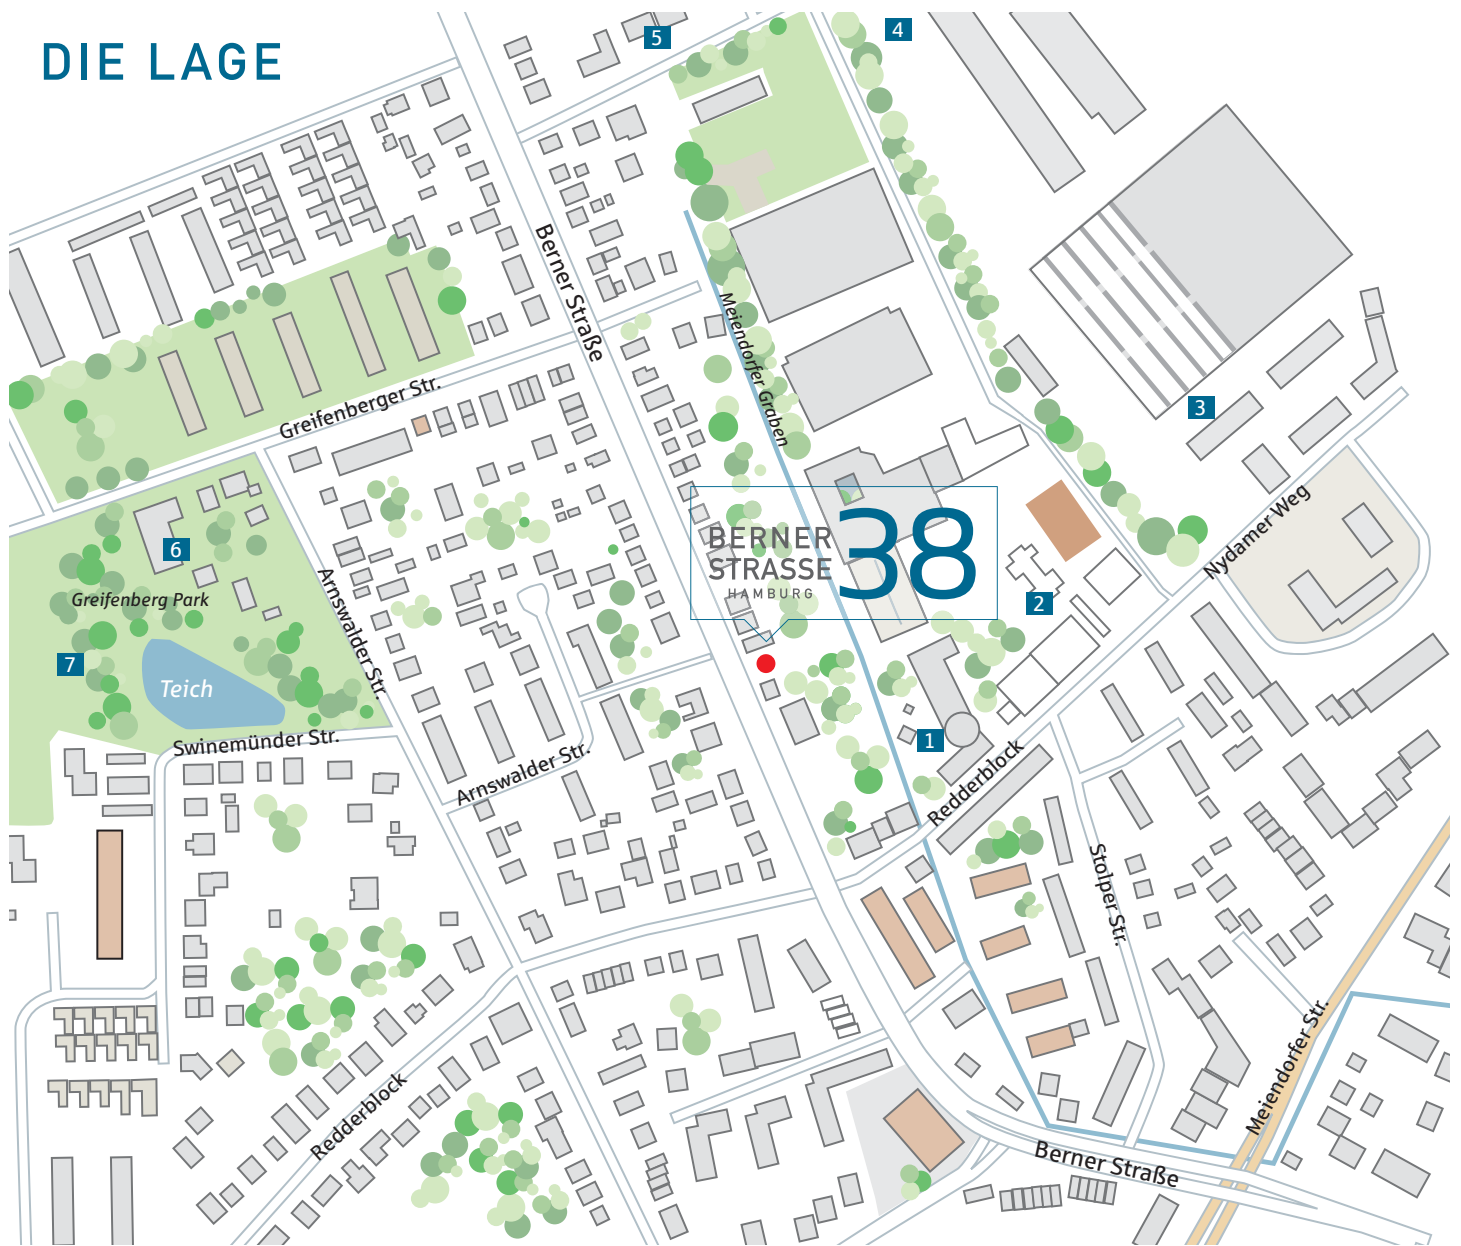 DIE LAGE
5
4
Berner Straße
Meiendorfer Graben
Greifenberger Str.
3
6
Greifenberg Park
Arnswalder Str.
BERNER
STRASSE
HAMBURG
38
Nydamer Weg
2
7
Teich
Swinemünder Str.
Arnswalder Str.
1
Redderblock
Stolper Str.
Redderblock
Meiendorfer Str.
Berner Straße